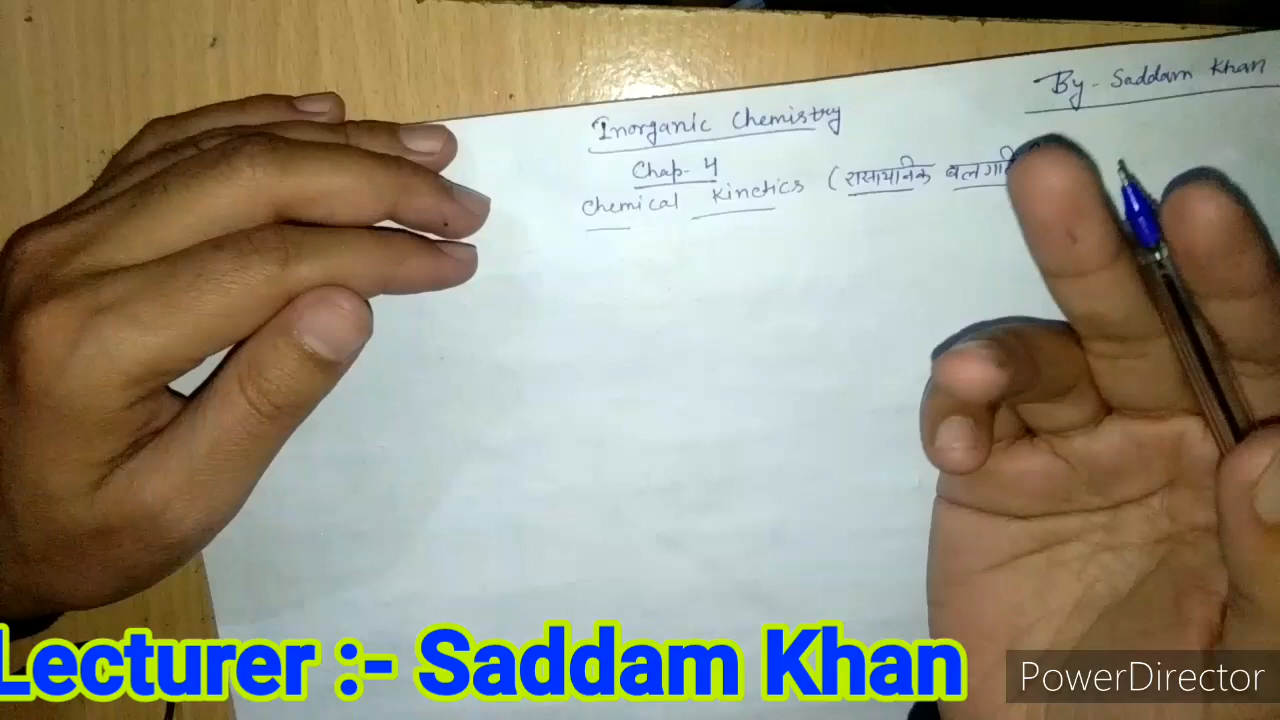 By - Saddam Khan
Inorganic Chemistry
Chap- 4
Chemical Kinetics (रासायनिक
Lecturer :- Saddam Khan
PowerDirector